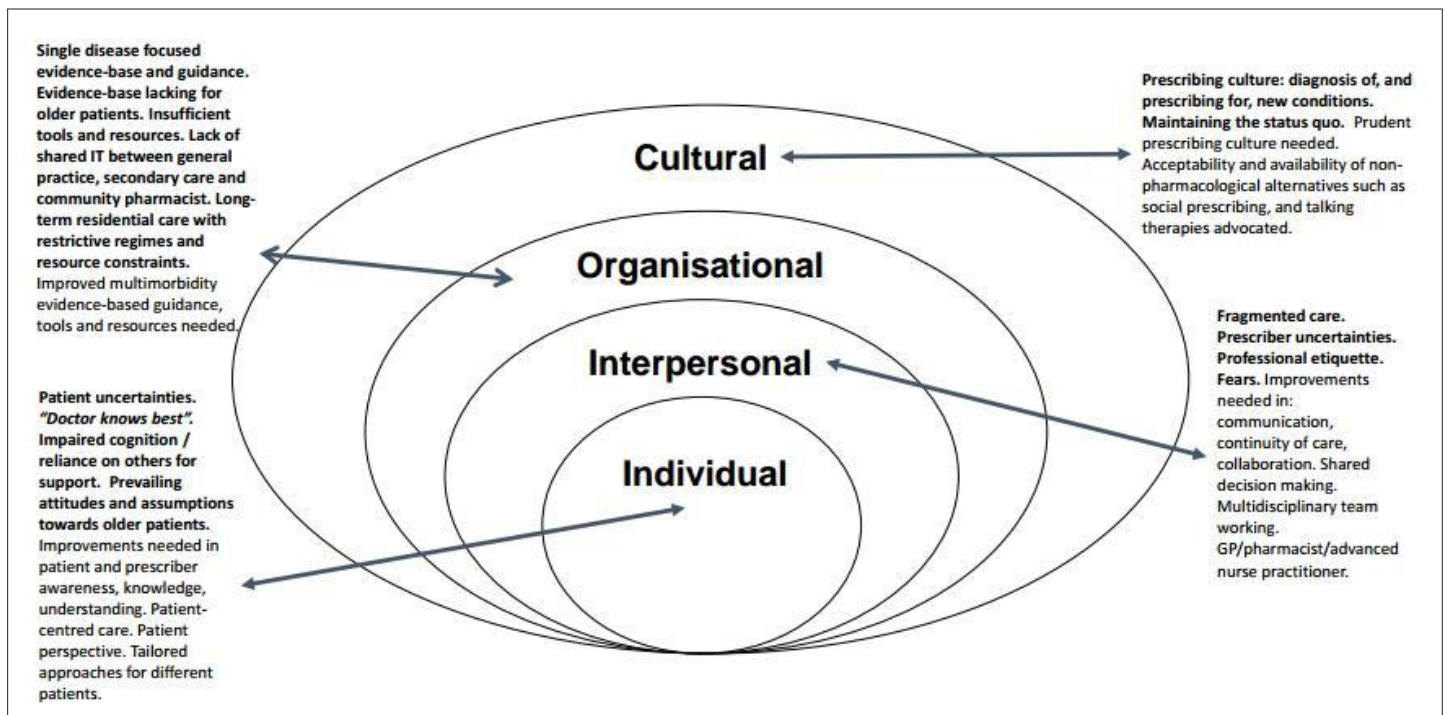 Single disease focused
evidence-base and guidance.
Evidence-base lacking for
older patients. Insufficient
tools and resources. Lack of
shared IT between general
practice, secondary care and
community pharmacist. Long-
term residential care with
restrictive regimes and
resource constraints.
Improved multimorbidity
evidence-based guidance,
tools and resources needed.
Patient uncertainties.
“Doctor knows best”.
Impaired cognition /
reliance on others for
support. Prevailing
attitudes and assumptions
towards older patients.
Improvements needed in
patient and prescriber
awareness, knowledge,
understanding. Patient-
centred care. Patient
perspective. Tailored
approaches for different
patients.
Cultural
Organisational
Interpersonal
Individual
Prescribing culture: diagnosis of, and
prescribing for, new conditions.
Maintaining the status quo. Prudent
prescribing culture needed.
Acceptability and availability of non-
pharmacological alternatives such as
social prescribing, and talking
therapies advocated.
Fragmented care.
Prescriber uncertainties.
Professional etiquette.
Fears. Improvements
needed in:
communication,
continuity of care,
collaboration. Shared
decision making.
Multidisciplinary team
working.
GP/pharmacist/advanced
nurse practitioner.